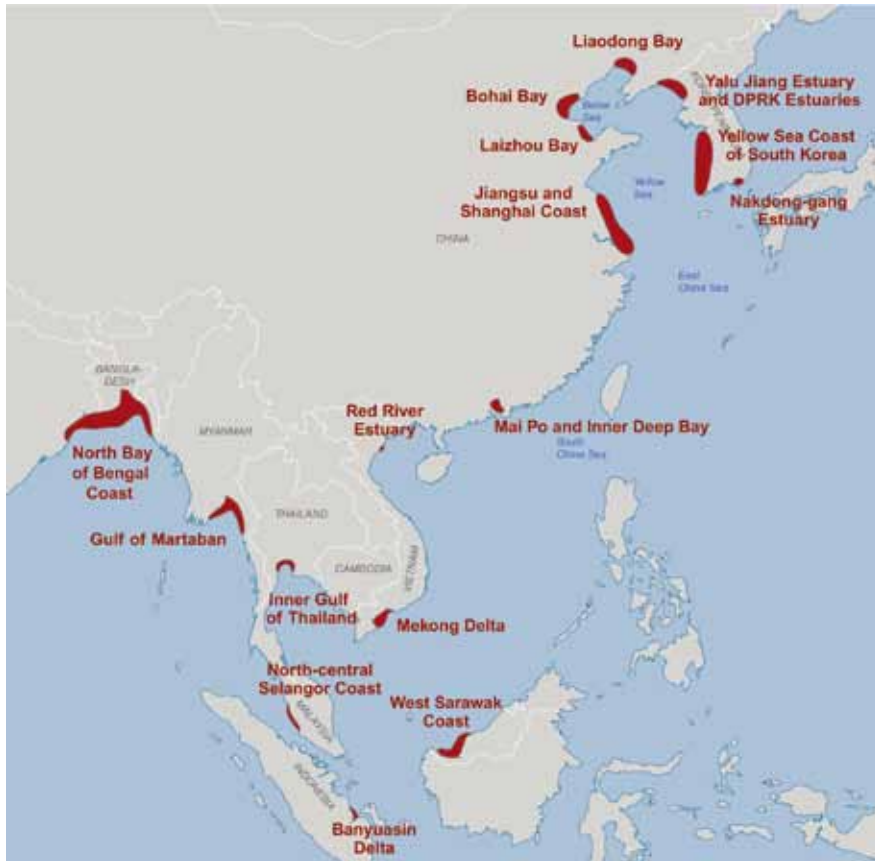 Liaodong Bay
Bohai Bay
Yalu Jiang Estuary
and DPRK Estuaries
Laizhou Bay
Yellow Sea Coast
of South Korea
Jiangsu and
Shanghai Coast
Yellow
Sea
Nakdong-gang
Estuary
CHINA
East
China Sea
BANGLA-
DESH
Red River
Estuary
Mai Po and Inner Deep Bay
MYANMAR
South
China Sea
North Bay
of Bengal
Coast
THAILAND
Gulf of Martaban
CAMBODIA
VIETNAM
Inner Gulf
of Thailand
Mekong Delta
North-central
Selangor Coast
West Sarawak
Coast
MALAYSIA
INDONESIA
Banyuasin
Delta